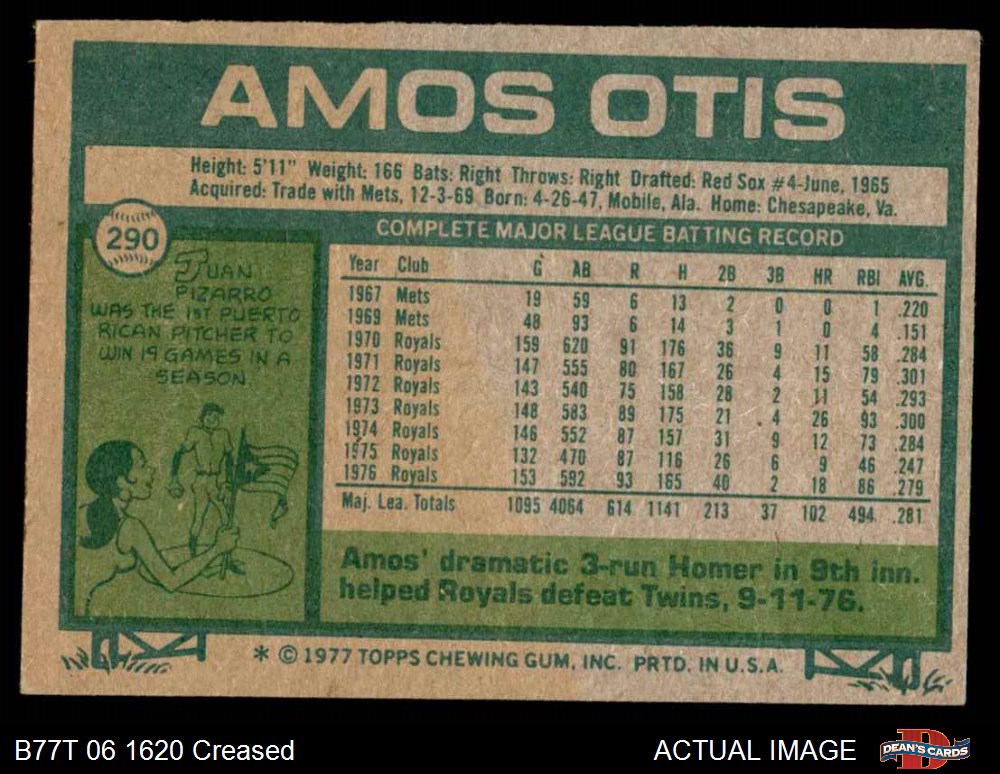 AMOS OTIS
Height: 5'11" Weight: 166 Bats: Right Throws: Right Drafted: Red Sox #4-June, 1965
Acquired: Trade with Mets, 12-3-69 Born: 4-26-47, Mobile, Ala. Home: Chesapeake, Va.
290
JUAN
PIZARRO
WAS THE 1ST PUERTO
RICAN PITCHER TO
WIN 19 GAMES IN A
SEASON.
COMPLETE MAJOR LEAGUE BATTING RECORD
Year Club G AB R H 2B 3B HR RBI AVG.
1967 Mets 19 59 6 13 2 0 0 1 .220
1969 Mets 48 93 6 14 3 1 0 4 .151
1970 Royals 159 620 91 176 36 9 11 58 .284
1971 Royals 147 555 80 167 26 4 15 79 .301
1972 Royals 143 540 75 158 28 2 11 54 .293
1973 Royals 148 583 89 175 21 4 26 93 .300
1974 Royals 146 552 87 157 31 9 12 73 .284
1975 Royals 132 470 87 116 26 6 9 46 .247
1976 Royals 153 592 93 165 40 2 18 86 .279
Maj. Lea. Totals 1095 4064 614 1141 213 37 102 494 .281
Amos' dramatic 3-run Homer in 9th inn.
helped Royals defeat Twins, 9-11-76.
* © 1977 TOPPS CHEWING GUM, INC. PRTD. IN U.S.A.
B77T 06 1620 Creased
ACTUAL IMAGE
DEAN'S CARDS